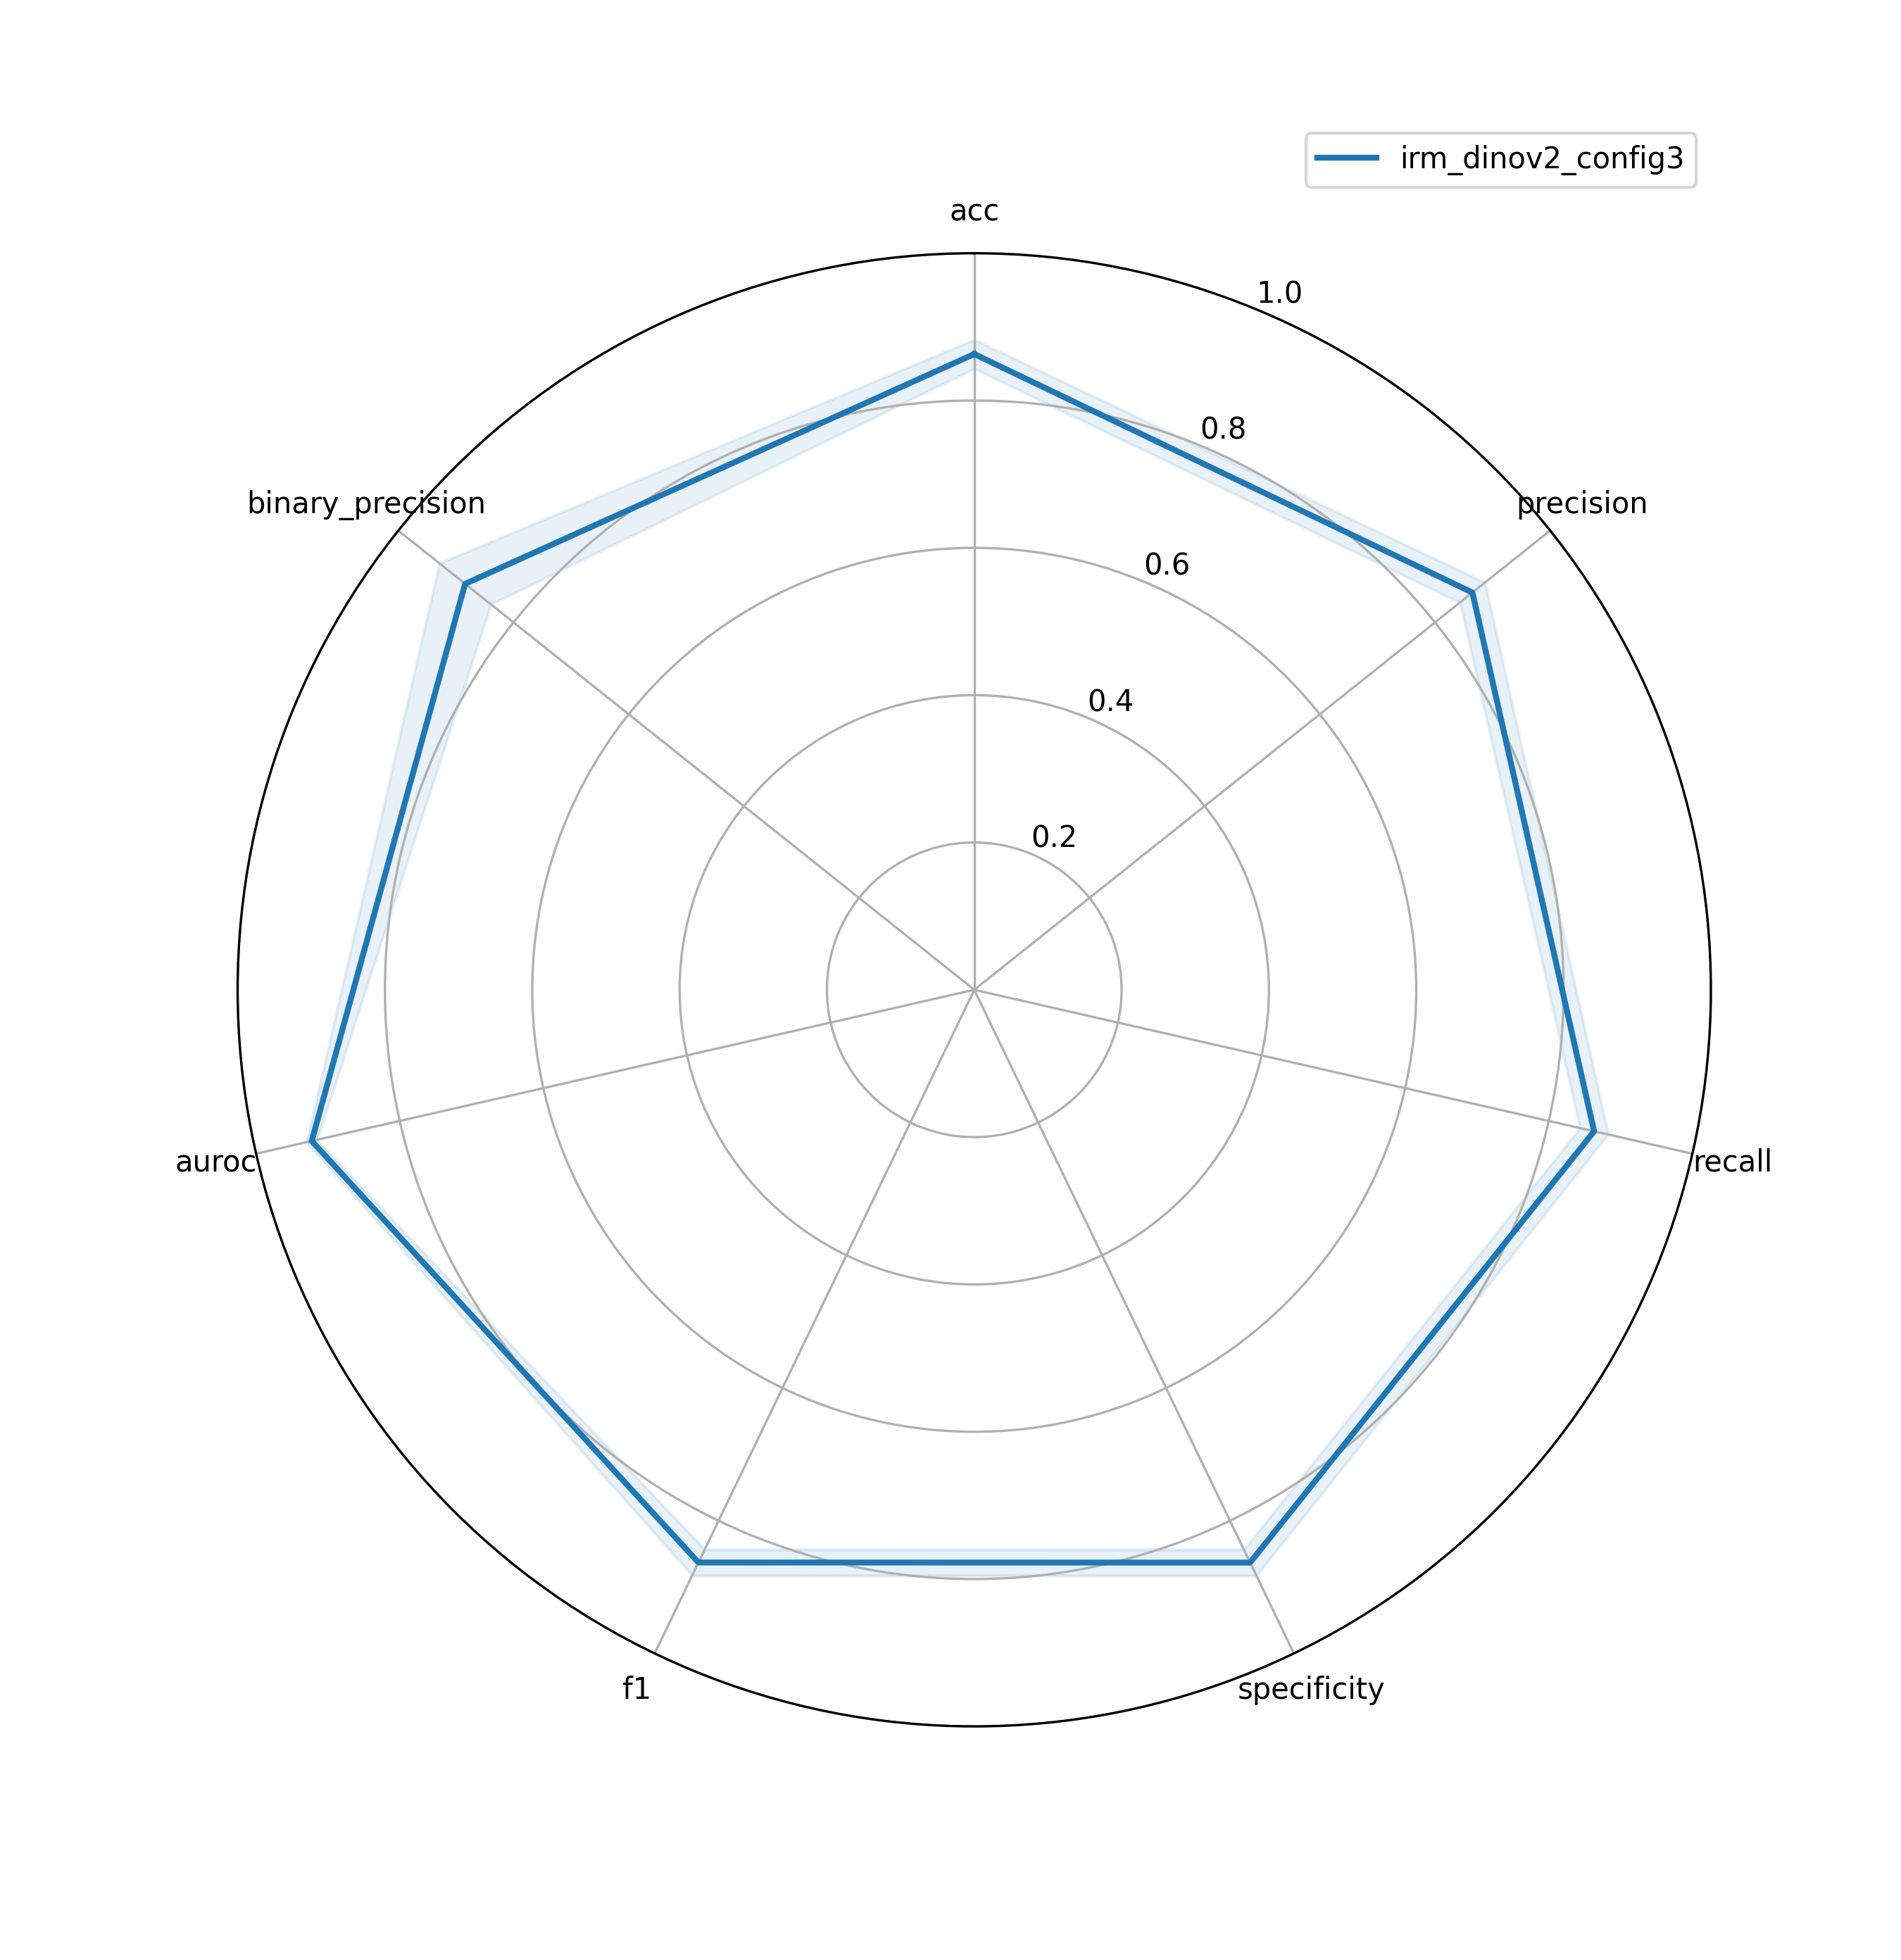 irm_dinov2_config3
acc
1.0
0.8
binary_precision
precision
0.6
0.4
0.2
auroc
recall
f1
specificity